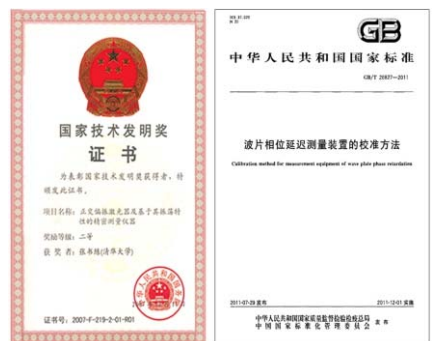 国家技术发明奖
证书
为表彰国家技术发明奖获得者，特
颁发此证书。
项目名称：正交偏振激光器及基于其振荡特
性的精密测量仪器
奖励等级：二等
获 奖 者：张书练(清华大学)
证书号：2007-F-219-2-01-R01
GB
中华人民共和国国家标准
波片相位延迟测量装置的校准方法
Calibration method for measurement equipment of wave plate phase retardation
2011-07-29 发布
2011-12-01 实施
中华人民共和国国家质量监督检验检疫总局
中国国家标准化管理委员会
发布